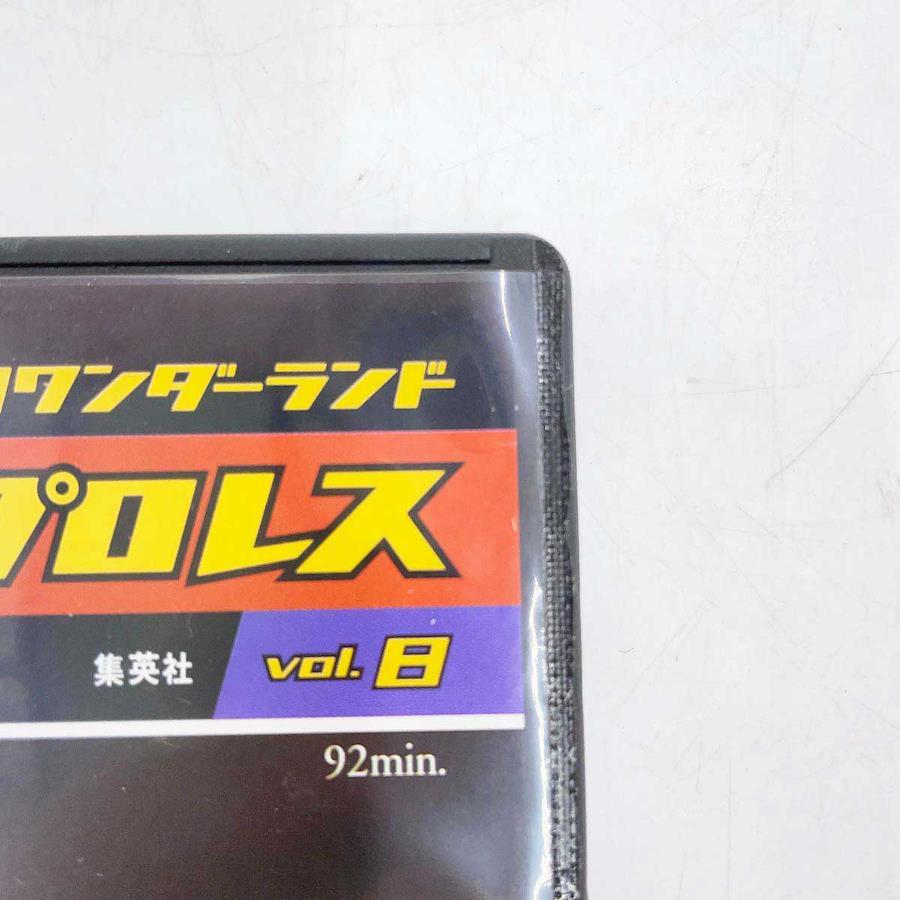 ワンダーランド
プロレス
集英社 vol. 8
92min.